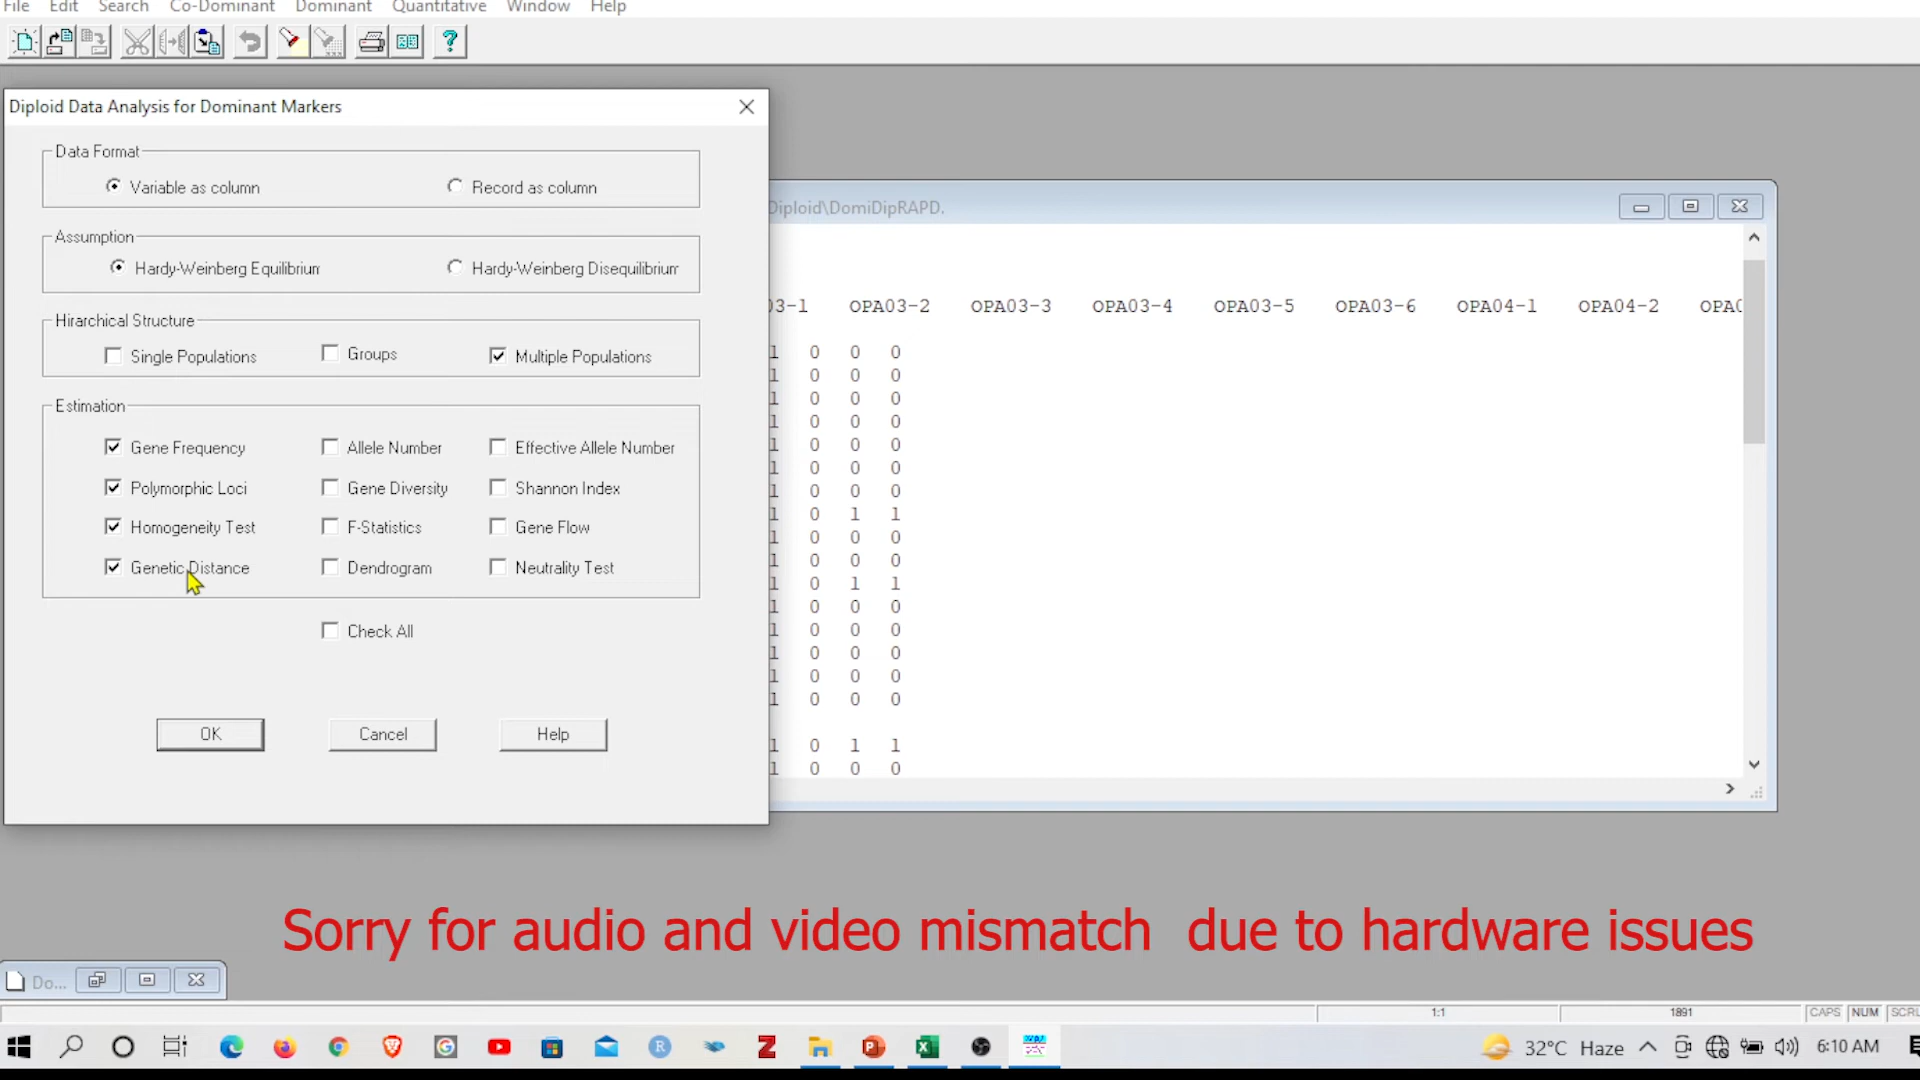 File Edit Search Co-Dominant Dominant Quantitative Window Help
Diploid Data Analysis for Dominant Markers
Data Format
Variable as column Record as column
Assumption
Hardy-Weinberg Equilibrium Hardy-Weinberg Disequilibrium
Hirarchical Structure
Single Populations Groups Multiple Populations
Estimation
Gene Frequency Allele Number Effective Allele Number
Polymorphic Loci Gene Diversity Shannon Index
Homogeneity Test F-Statistics Gene Flow
Genetic Distance Dendrogram Neutrality Test
Check All
OK Cancel Help
Diploid\DomiDipRAPD.
03-1 OPA03-2 OPA03-3 OPA03-4 OPA03-5 OPA03-6 OPA04-1 OPA04-2
1 0 0 0
1 0 0 0
1 0 0 0
1 0 0 0
1 0 0 0
1 0 0 0
1 0 0 0
1 0 1 1
1 0 0 0
1 0 0 0
1 0 1 1
1 0 0 0
1 0 0 0
1 0 0 0
1 0 0 0
1 0 0 0
1 0 1 1
1 0 0 0
Sorry for audio and video mismatch due to hardware issues
Do...
1:1 1891 CAPS NUM SCRL
32°C Haze 6:10 AM